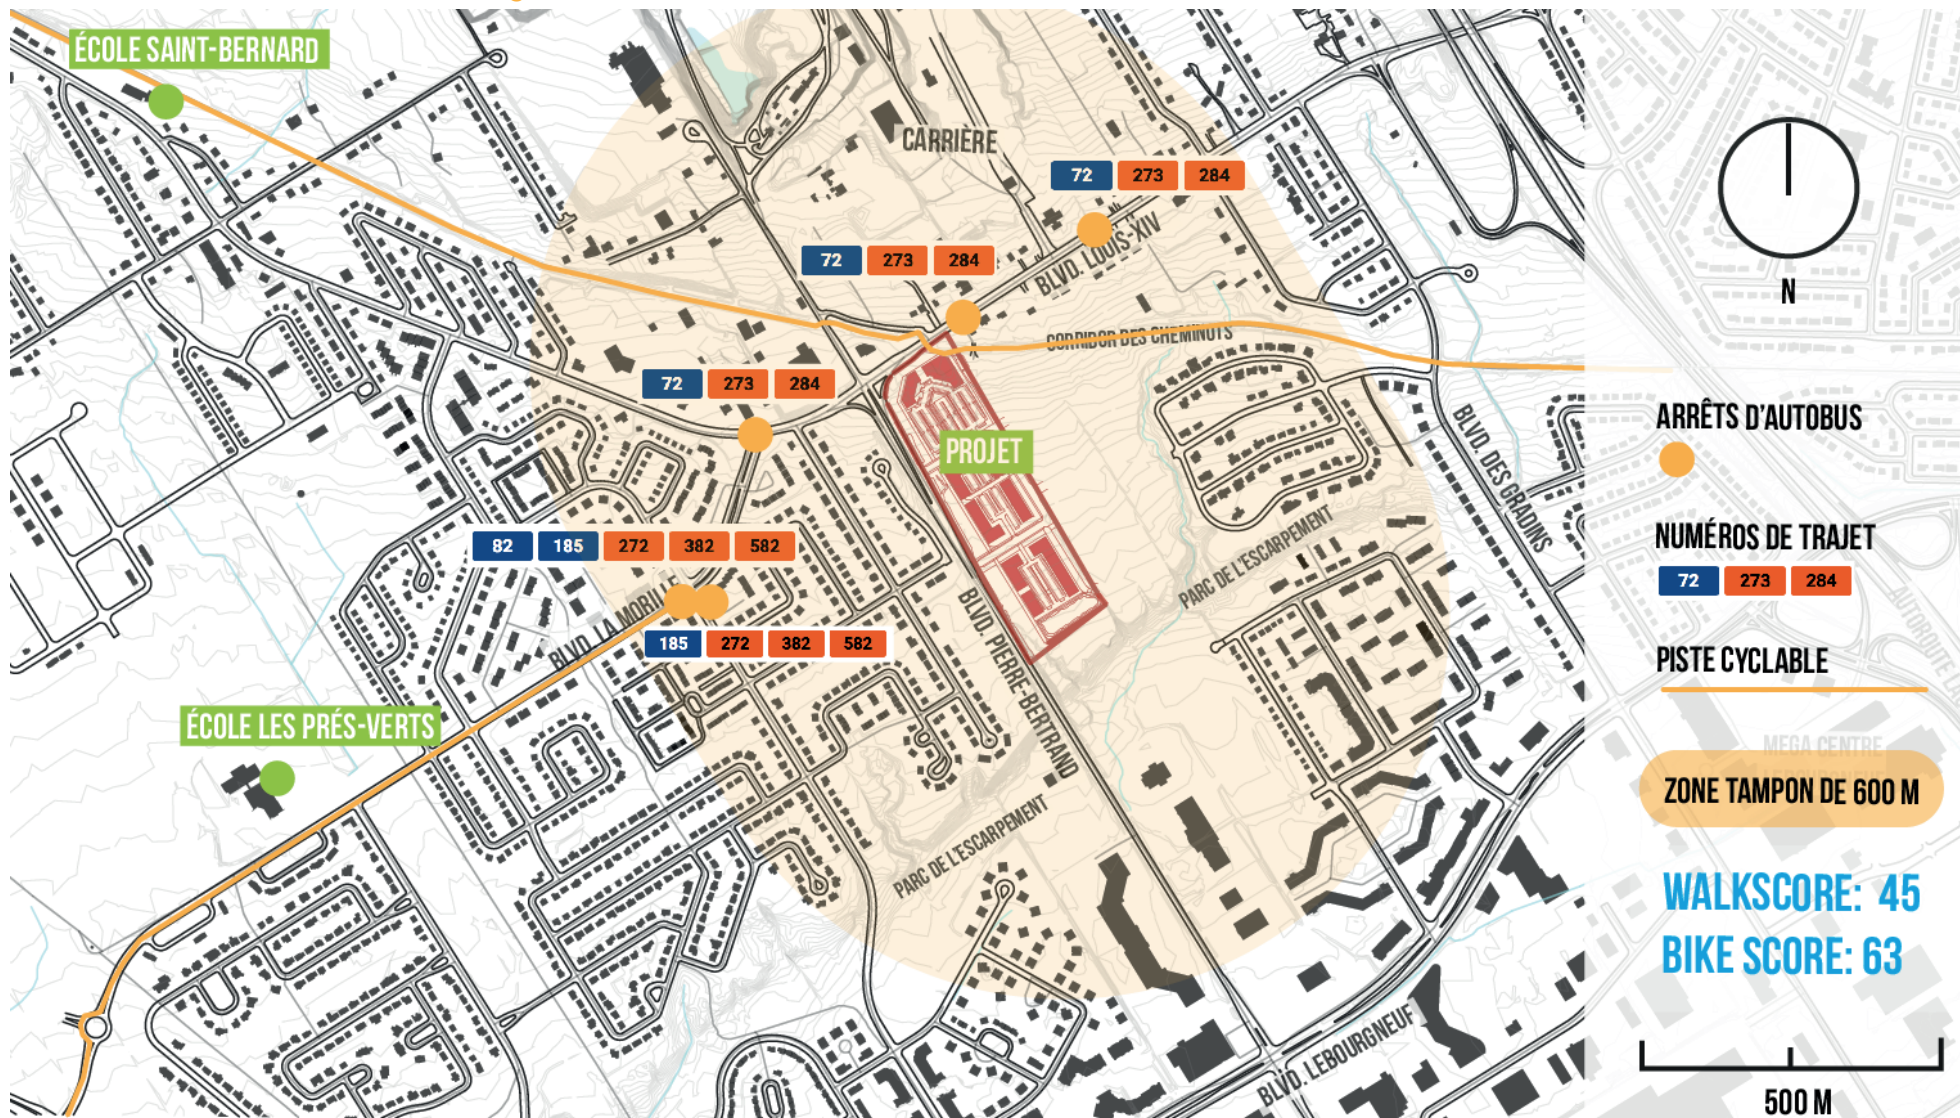 ÉCOLE SAINT-BERNARD
CARRIÈRE
72 273 284
BLVD. LOUIS-XIV
72 273 284
CORRIDOR DES CHEMINOTS
72 273 284
PROJET
BLVD. DES GRADINS
82 185 272 382 582
BLVD. LA MORILLE
185 272 382 582
PARC DE L'ESCARPEMENT
BLVD. PIERRE-BERTRAND
ÉCOLE LES PRÉS-VERTS
PARC DE L'ESCARPEMENT
BLVD. LEBOURGNEUF
N
ARRÊTS D'AUTOBUS
NUMÉROS DE TRAJET
72 273 284
AUTOROUTE
PISTE CYCLABLE
MEGA CENTRE
ZONE TAMPON DE 600 M
WALKSCORE: 45
BIKE SCORE: 63
500 M